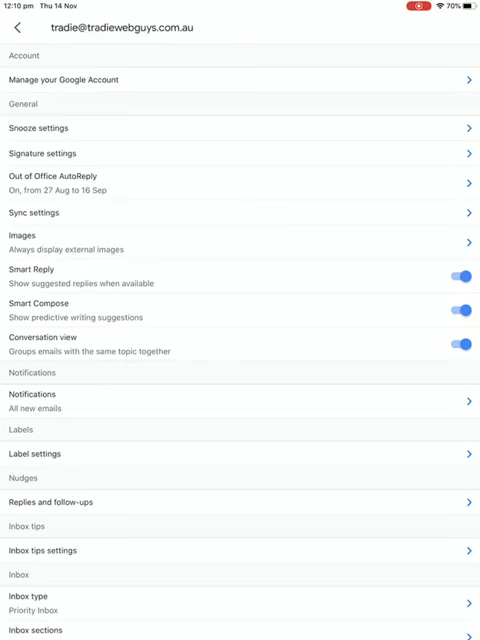 12:10 pm Thu 14 Nov
70%
tradie@tradiewebguys.com.au
Account
Manage your Google Account
General
Snooze settings
Signature settings
Out of Office AutoReply
On, from 27 Aug to 16 Sep
Sync settings
Images
Always display external images
Smart Reply
Show suggested replies when available
Smart Compose
Show predictive writing suggestions
Conversation view
Groups emails with the same topic together
Notifications
Notifications
All new emails
Labels
Label settings
Nudges
Replies and follow-ups
Inbox tips
Inbox tips settings
Inbox
Inbox type
Priority Inbox
Inbox sections